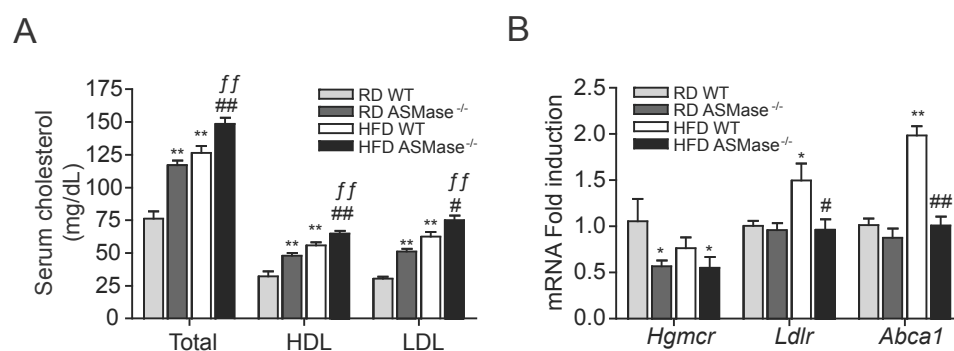 A
Serum cholesterol
(mg/dL)
175
150
125
100
75
50
25
0
RD WT
RD ASMase -/-
HFD WT
HFD ASMase -/-
** ** ## ƒƒ
** ** ## ƒƒ
** ** # ƒƒ
Total HDL LDL
B
mRNA Fold induction
2.5
2.0
1.5
1.0
0.5
0.0
RD WT
RD ASMase -/-
HFD WT
HFD ASMase-/-
* *
* #
** ##
Hgmcr Ldlr Abca1